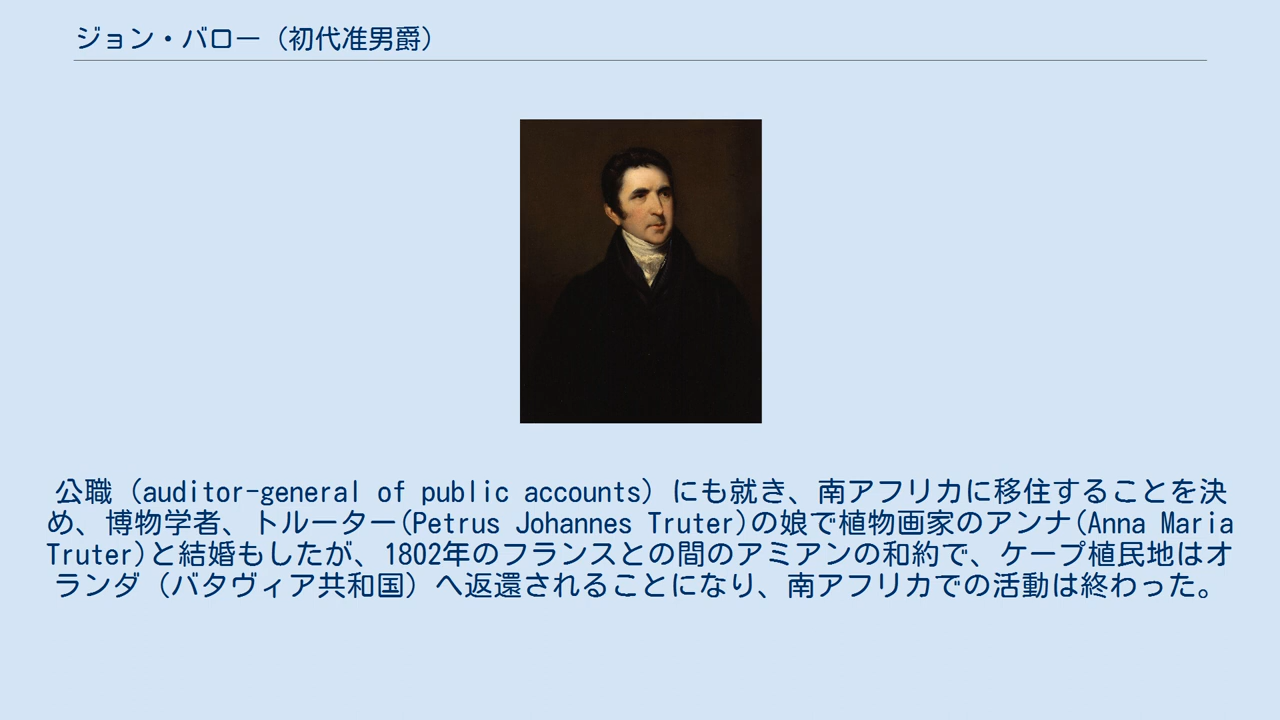 ジョン・バロー（初代准男爵）
公職（auditor-general of public accounts）にも就き、南アフリカに移住することを決
め、博物学者、トルーター(Petrus Johannes Truter)の娘で植物画家のアンナ(Anna Maria
Truter)と結婚もしたが、1802年のフランスとの間のアミアンの和約で、ケープ植民地はオ
ランダ（バタヴィア共和国）へ返還されることになり、南アフリカでの活動は終わった。